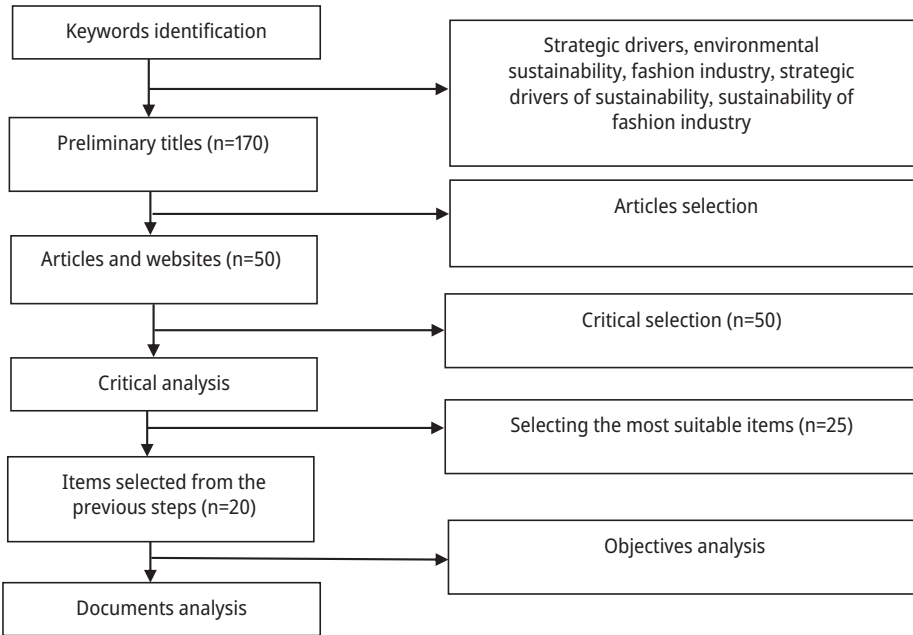 Keywords identification
Strategic drivers, environmental
sustainability, fashion industry, strategic
drivers of sustainability, sustainability of
fashion industry
Preliminary titles (n=170)
Articles selection
Articles and websites (n=50)
Critical selection (n=50)
Critical analysis
Selecting the most suitable items (n=25)
Items selected from the
previous steps (n=20)
Objectives analysis
Documents analysis